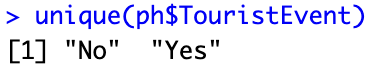 > unique(ph$TouristEvent)
[1] "No"  "Yes"